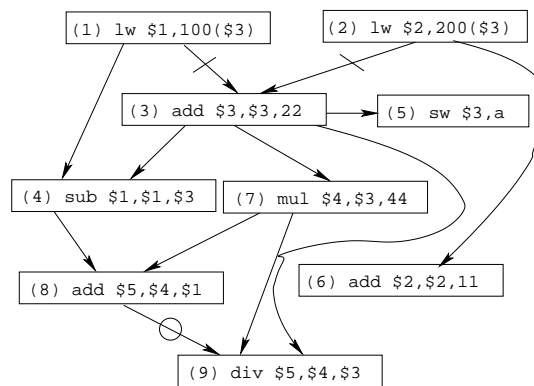 (1) lw $1,100($3)
(2) lw $2,200($3)
(3) add $3,$3,22
(5) sw $3,a
(4) sub $1,$1,$3
(7) mul $4,$3,44
(8) add $5,$4,$1
(6) add $2,$2,11
(9) div $5,$4,$3